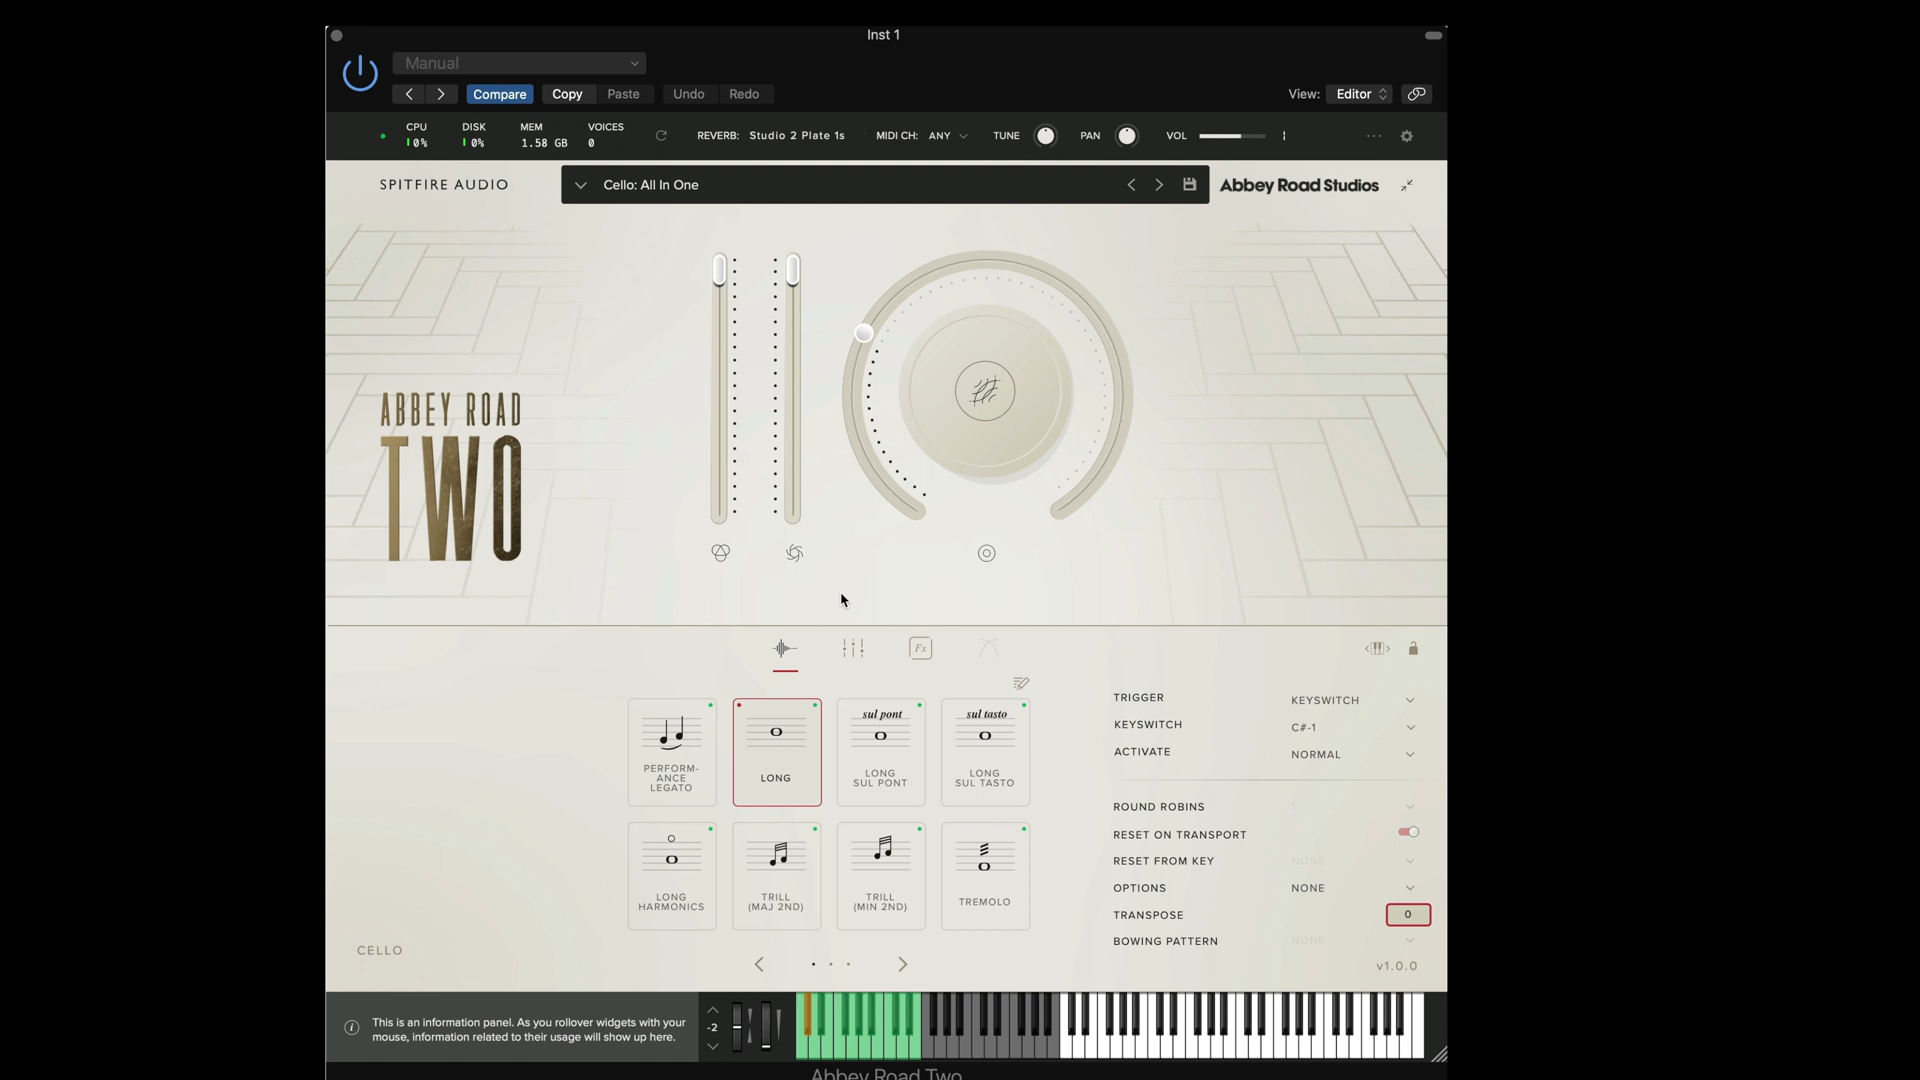 Inst 1
Manual
Compare Copy Paste Undo Redo
View: Editor
CPU DISK MEM VOICES
0% 0% 1.58 GB 0
REVERB: Studio 2 Plate 1s MIDI CH: ANY TUNE PAN VOL
SPITFIRE AUDIO
Cello: All In One
Abbey Road Studios
ABBEY ROAD
TWO
Fx
PERFORM-
ANCE
LEGATO
LONG
sul pont
LONG
SUL PONT
sul tasto
LONG
SUL TASTO
LONG
HARMONICS
TRILL
(MAJ 2ND)
TRILL
(MIN 2ND)
TREMOLO
TRIGGER KEYSWITCH
KEYSWITCH C#-1
ACTIVATE NORMAL
ROUND ROBINS 1
RESET ON TRANSPORT
RESET FROM KEY NONE
OPTIONS NONE
TRANSPOSE 0
BOWING PATTERN NONE
CELLO
v1.0.0
This is an information panel. As you rollover widgets with your
mouse, information related to their usage will show up here.
-2
Abbey Road Two